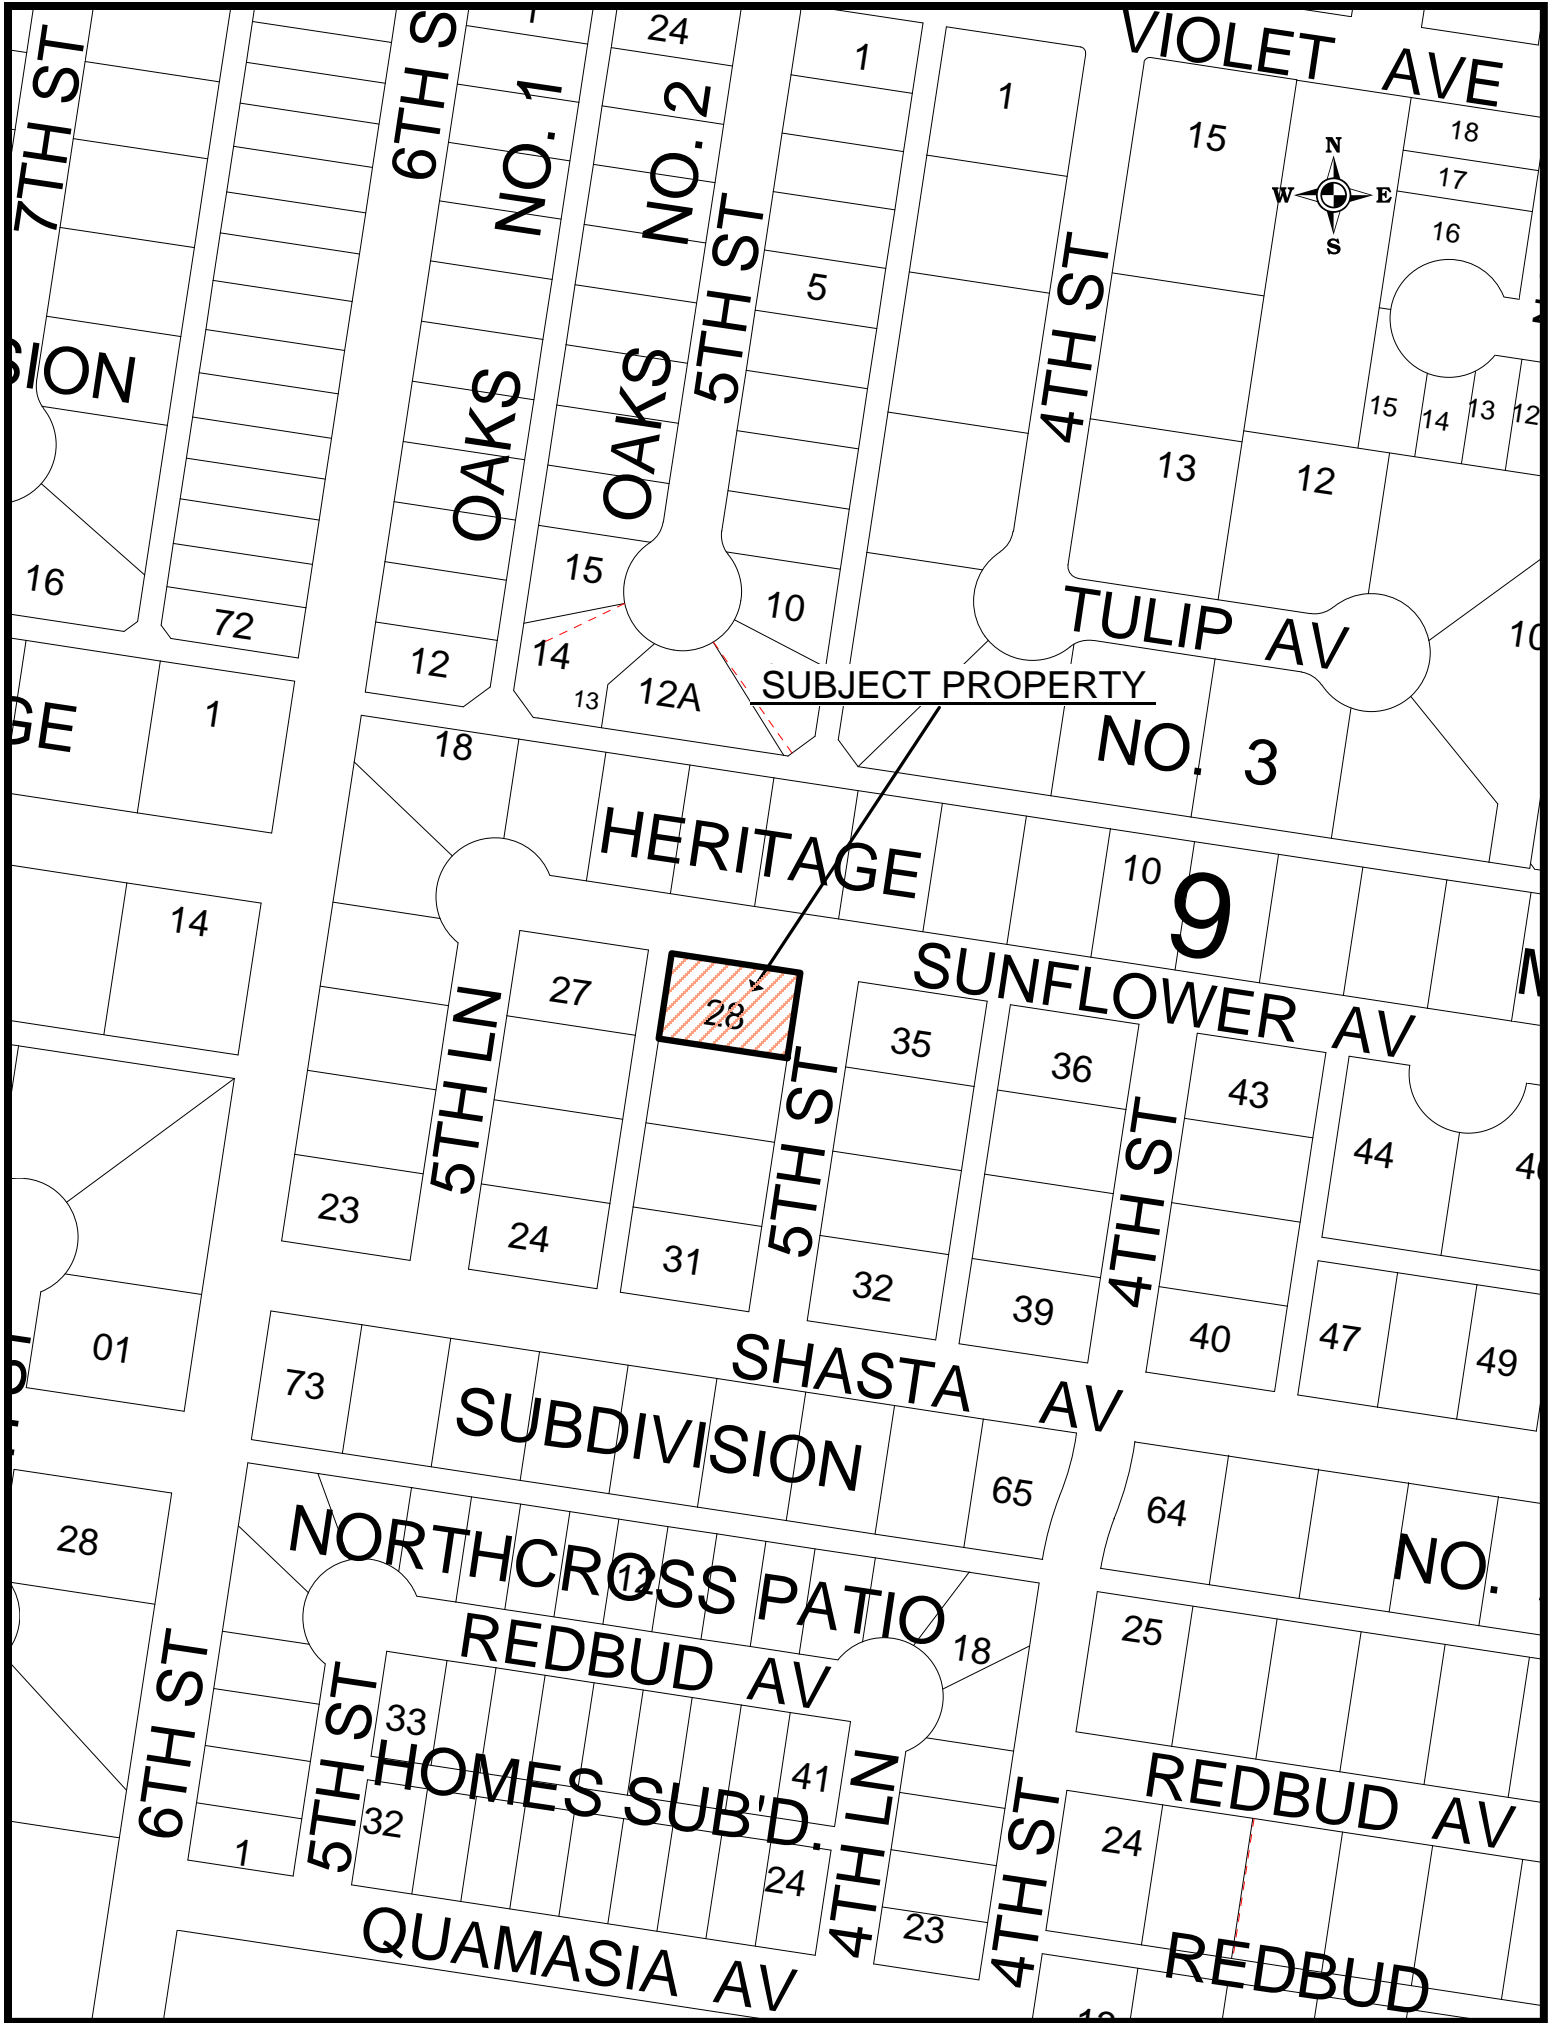 VIOLET AVE
7TH ST
6TH S
NO. 1
24
NO. 2
1
1
15
18
17
16
N
W E
S
5TH ST
5
4TH ST
SION
OAKS
OAKS
15
14
13
12
13
12
16
72
12
15
14
13
12A
10
TULIP AV
10
SUBJECT PROPERTY
GE
1
18
NO. 3
HERITAGE
10
9
14
27
28
SUNFLOWER AV
5TH LN
35
36
43
44
5TH ST
4TH ST
23
24
31
32
39
40
47
49
01
73
SHASTA AV
SUBDIVISION
65
64
28
NORTHCROSS PATIO
12
NO.
REDBUD AV
18
25
6TH ST
5TH ST
33
HOMES SUB'D.
41
32
4TH LN
4TH ST
REDBUD AV
1
24
24
23
QUAMASIA AV
REDBUD